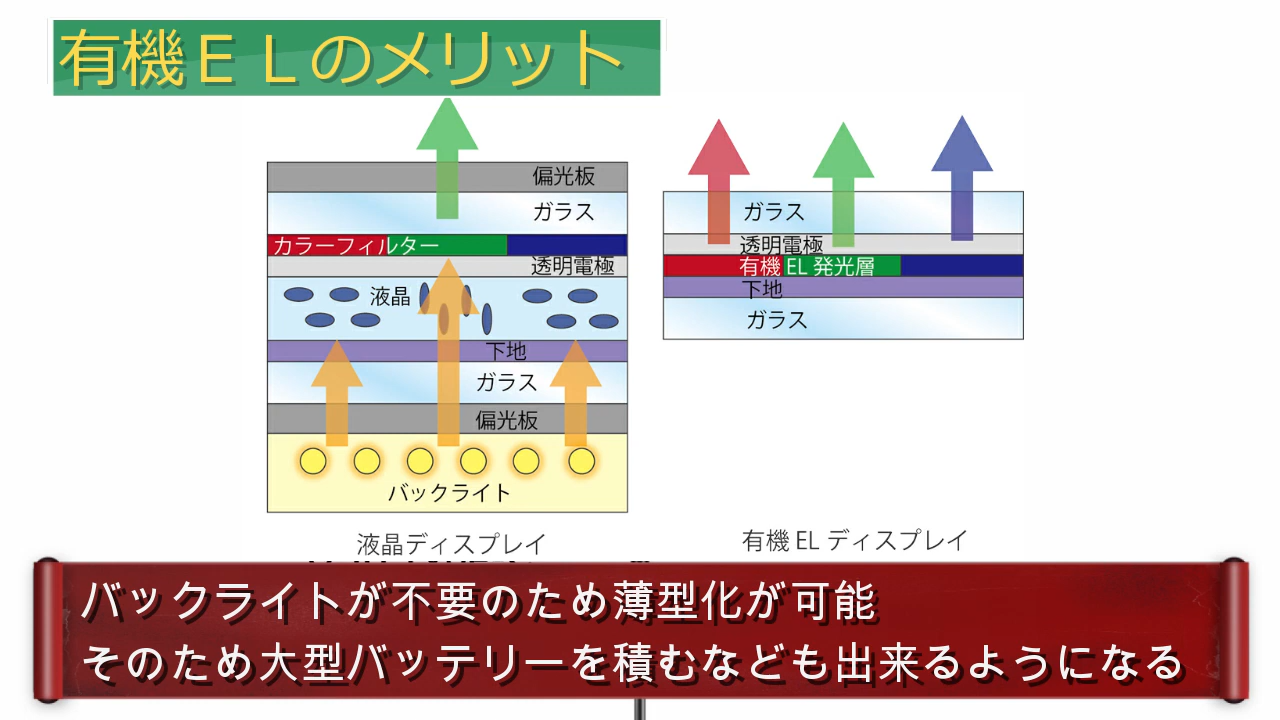 有機ＥＬのメリット
偏光板
ガラス
カラーフィルター
透明電極
液晶
下地
ガラス
偏光板
バックライト
液晶ディスプレイ
ガラス
透明電極
有機 EL 発光層
下地
ガラス
有機 EL ディスプレイ
バックライトが不要のため薄型化が可能
そのため大型バッテリーを積むなども出来るようになる